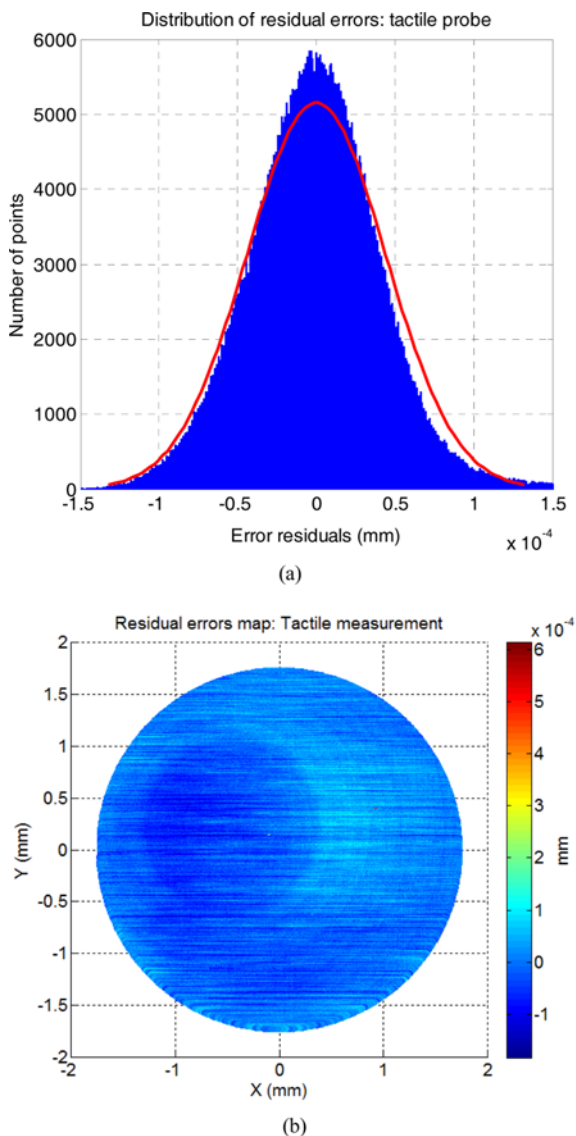 Distribution of residual errors: tactile probe
6000
5000
4000
3000
2000
1000
0
Number of points
-1.5 -1 -0.5 0 0.5 1 1.5
Error residuals (mm)
x 10^-4
(a)
Residual errors map: Tactile measurement
2
1.5
1
0.5
0
-0.5
-1
-1.5
-2
Y (mm)
-2 -1 0 1 2
X (mm)
x 10^-4
6
5
4
3
2
1
0
-1
mm
(b)